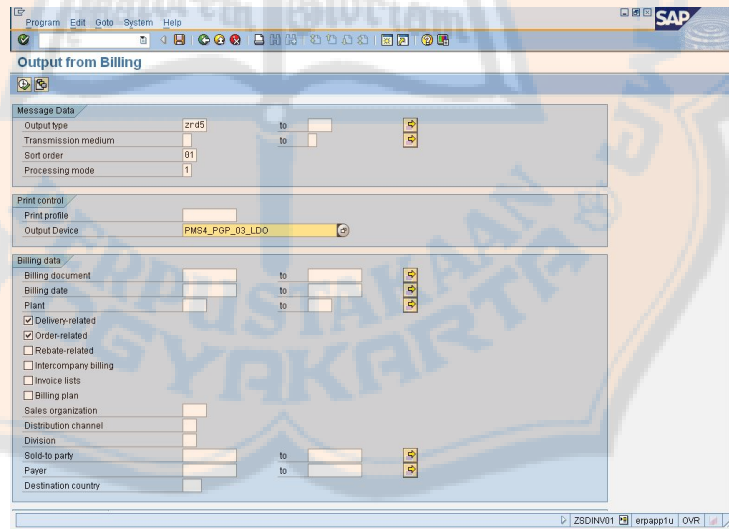 Program Edit Goto System Help
SAP
Output from Billing
Message Data
Output type zrd5 to
Transmission medium to
Sort order 01
Processing mode 1
Print control
Print profile
Output Device PMS4_PGP_03_LDO
Billing data
Billing document to
Billing date to
Plant to
Delivery-related
Order-related
Rebate-related
Intercompany billing
Invoice lists
Billing plan
Sales organization
Distribution channel
Division
Sold-to party to
Payer to
Destination country
ZSDINV01 erpapp1u OVR
PERPUSTAKAAN
YOGYAKARTA